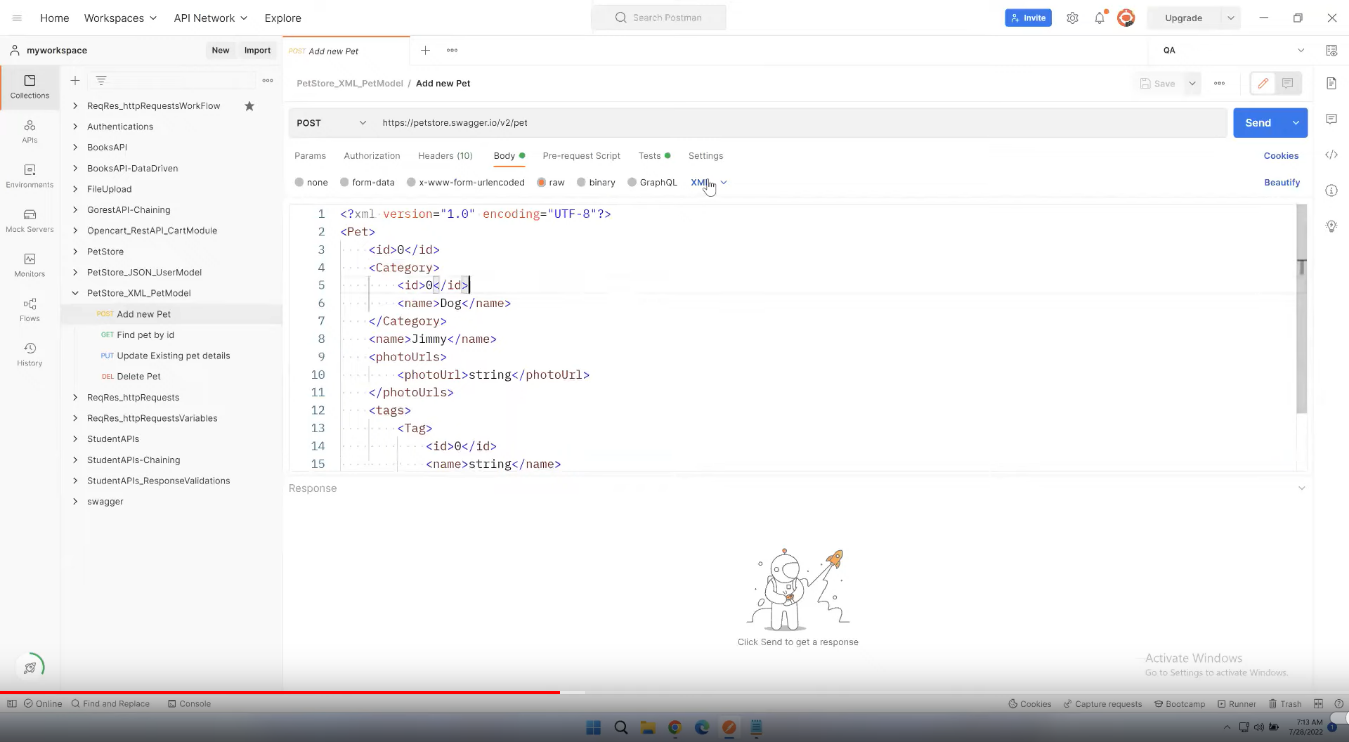 Home Workspaces API Network Explore Search Postman Invite Upgrade
myworkspace New Import POST Add new Pet QA
Collections
APIs
Environments
Mock Servers
Monitors
Flows
History
ReqRes_httpRequestsWorkFlow
Authentications
BooksAPI
BooksAPI-DataDriven
FileUpload
GorestAPI-Chaining
Opencart_RestAPI_CartModule
PetStore
PetStore_JSON_UserModel
PetStore_XML_PetModel
POST Add new Pet
GET Find pet by id
PUT Update Existing pet details
DEL Delete Pet
ReqRes_httpRequests
ReqRes_httpRequestsVariables
StudentAPIs
StudentAPIs-Chaining
StudentAPIs_ResponseValidations
swagger
PetStore_XML_PetModel / Add new Pet Save
POST https://petstore.swagger.io/v2/pet Send
Params Authorization Headers (10) Body Pre-request Script Tests Settings Cookies
none form-data x-www-form-urlencoded raw binary GraphQL XML Beautify
1 <?xml version="1.0" encoding="UTF-8"?>
2 <Pet>
3 <id>0</id>
4 <Category>
5 <id>0</id>
6 <name>Dog</name>
7 </Category>
8 <name>Jimmy</name>
9 <photoUrls>
10 <photoUrl>string</photoUrl>
11 </photoUrls>
12 <tags>
13 <Tag>
14 <id>0</id>
15 <name>string</name>
Response
Click Send to get a response
Activate Windows
Go to Settings to activate Windows.
Online Find and Replace Console Cookies Capture requests Bootcamp Runner Trash
7:13 AM
7/28/2022